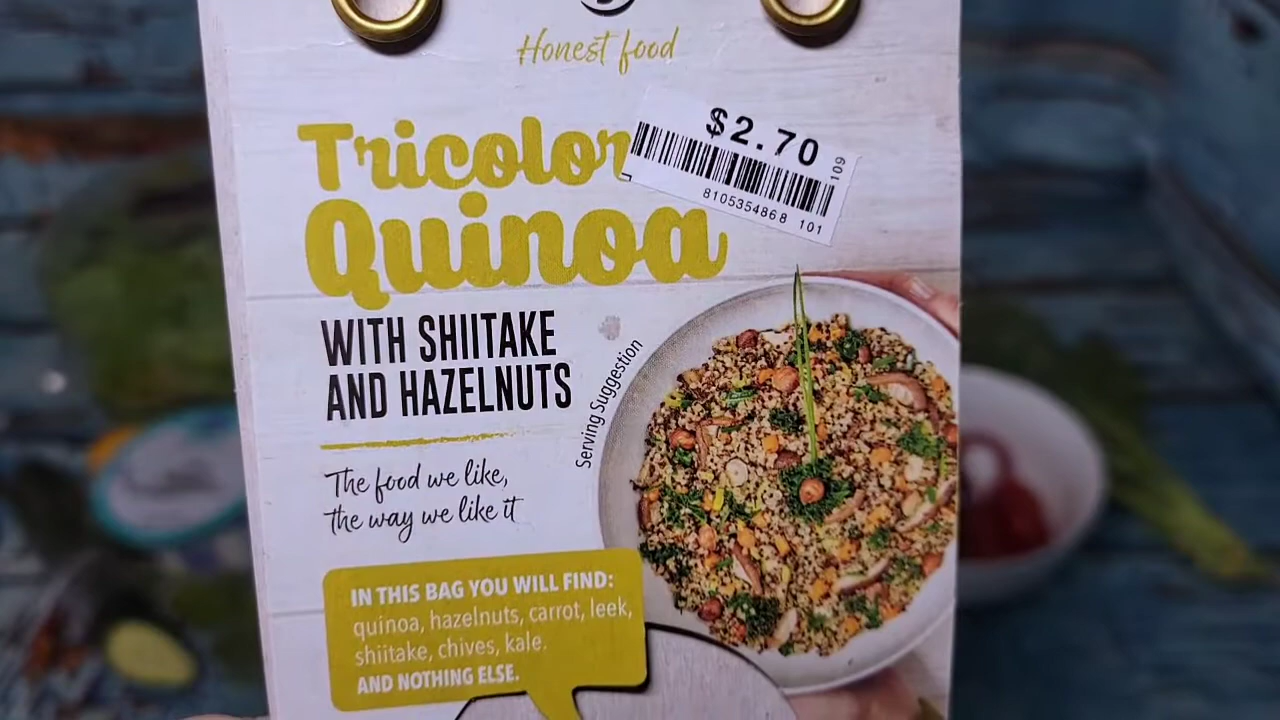 Honest food
$2.70
109
8105354868 101
Tricolor
Quinoa
WITH SHIITAKE
AND HAZELNUTS
Serving Suggestion
The food we like,
the way we like it
IN THIS BAG YOU WILL FIND:
quinoa, hazelnuts, carrot, leek,
shiitake, chives, kale.
AND NOTHING ELSE.